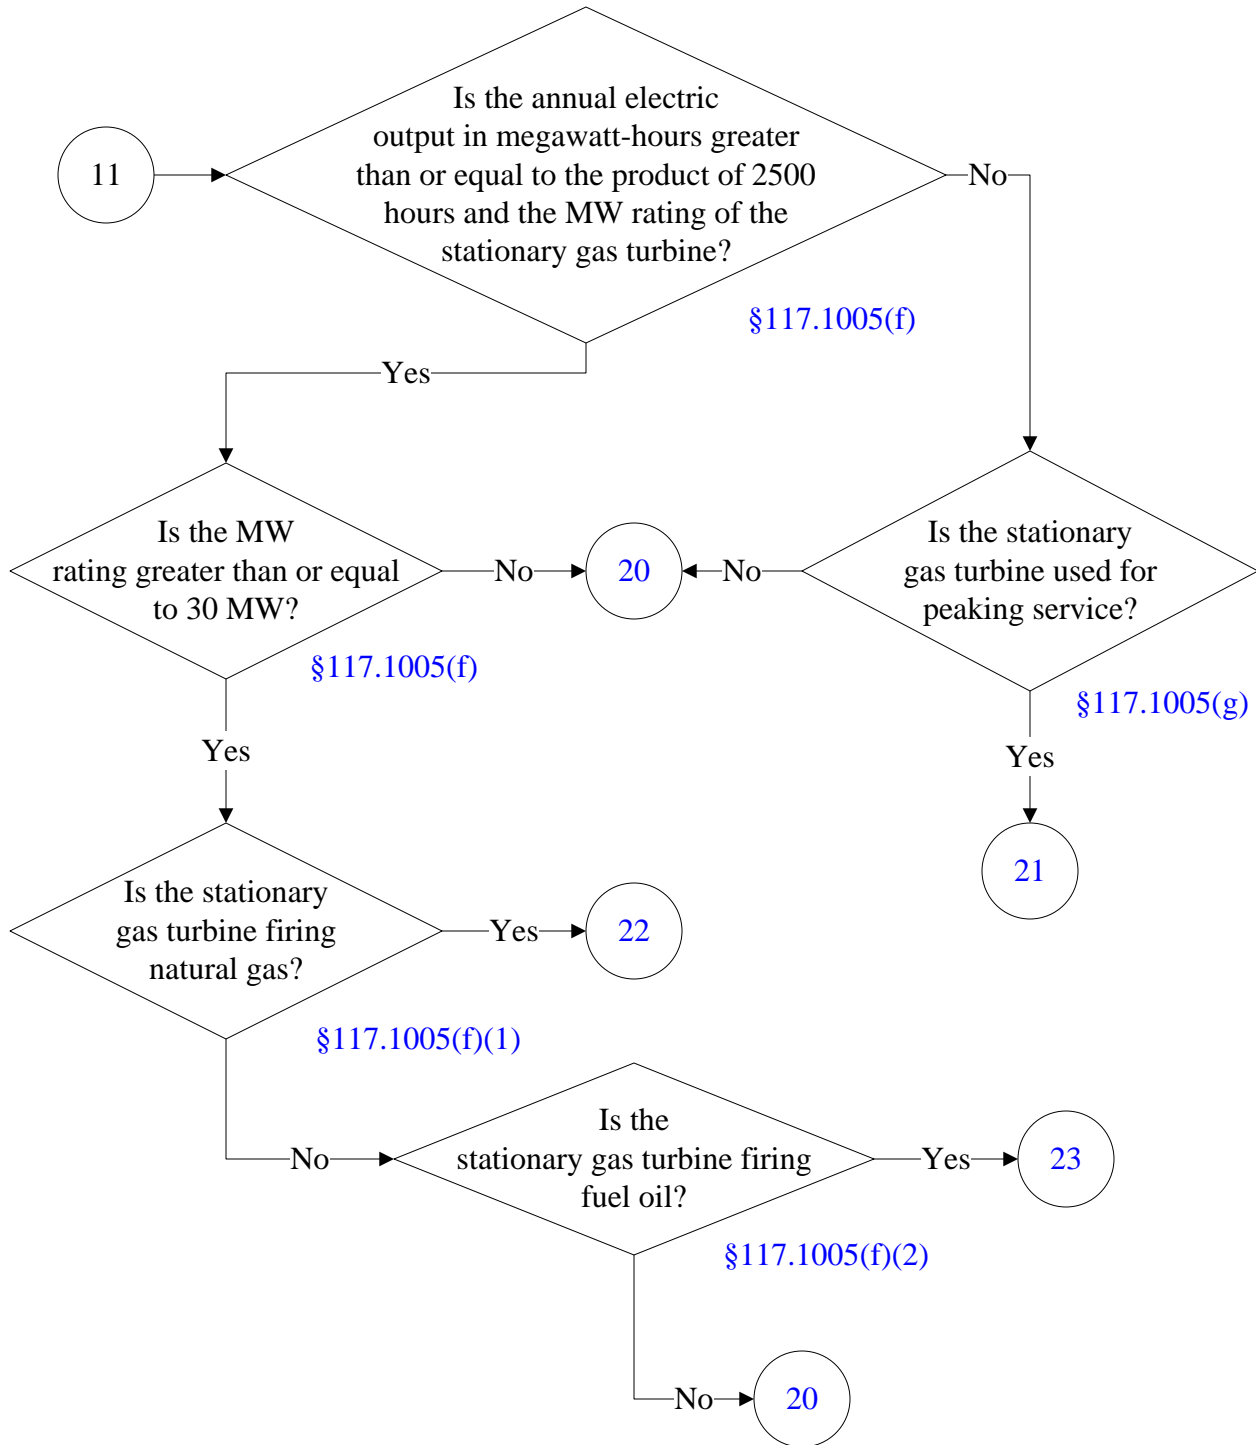 Is the annual electric
output in megawatt-hours greater
than or equal to the product of 2500
hours and the MW rating of the
stationary gas turbine?
11
No
§117.1005(f)
Yes
Is the MW
rating greater than or equal
to 30 MW?
No
20
No
Is the stationary
gas turbine used for
peaking service?
§117.1005(f)
§117.1005(g)
Yes
Yes
21
Is the stationary
gas turbine firing
natural gas?
Yes
22
§117.1005(f)(1)
No
Is the
stationary gas turbine firing
fuel oil?
Yes
23
§117.1005(f)(2)
No
20